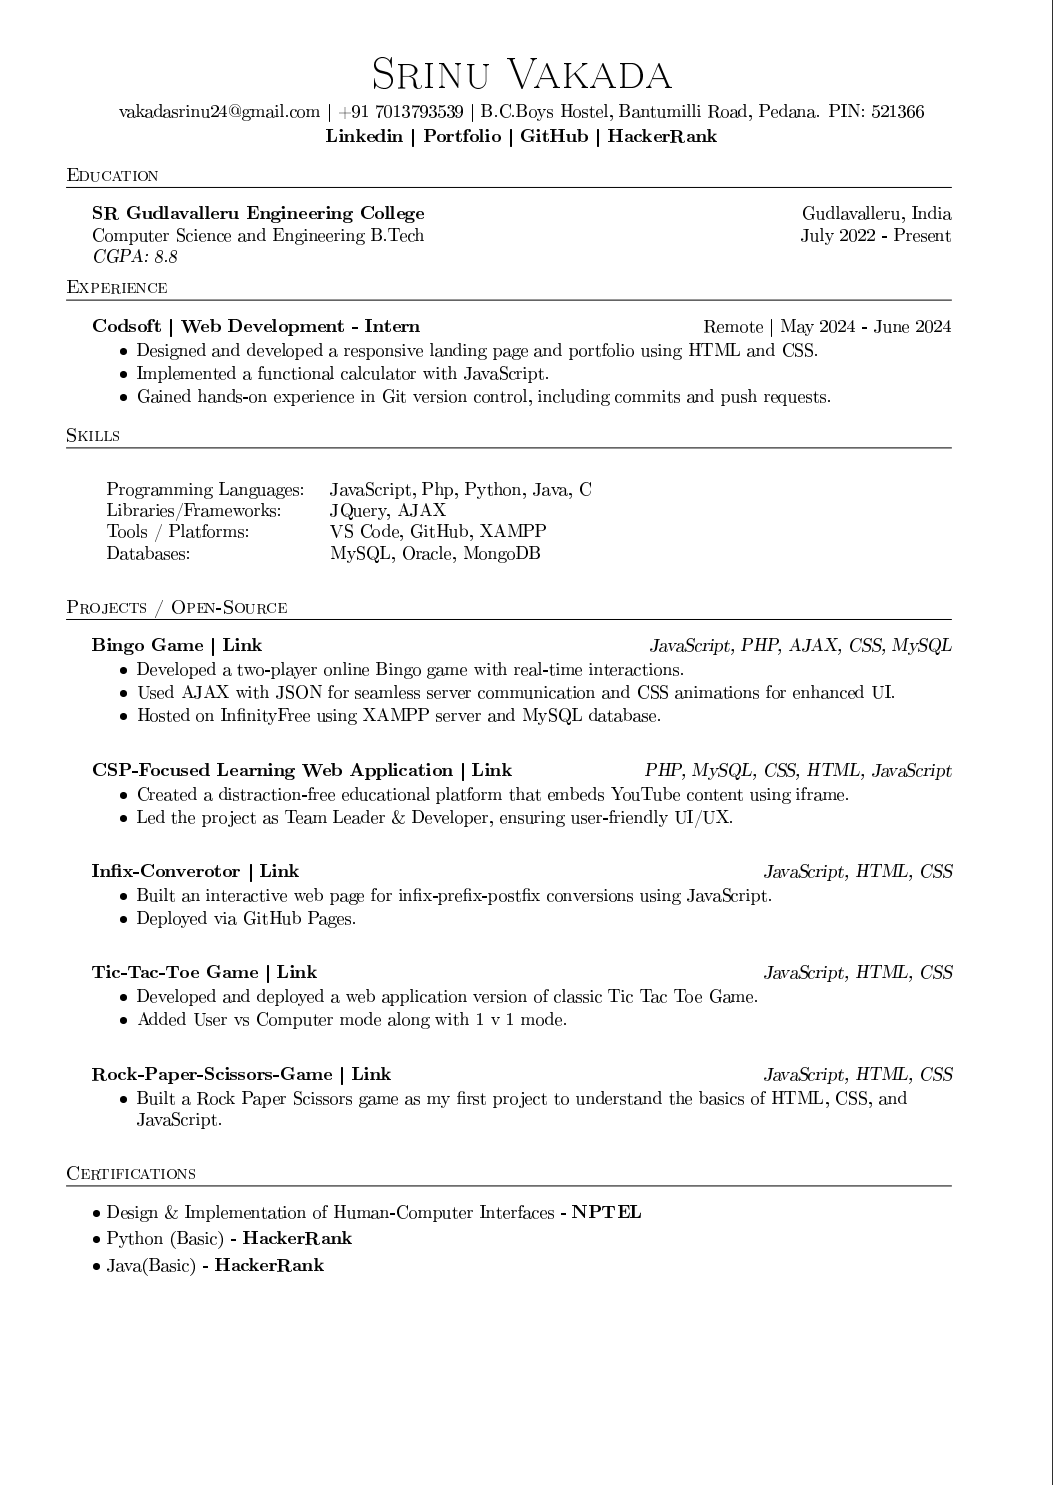 Srinu Vakada
vakadasrinu24@gmail.com | +91 7013793539 | B.C.Boys Hostel, Bantumilli Road, Pedana. PIN: 521366
Linkedin | Portfolio | GitHub | HackerRank
Education
SR Gudlavalleru Engineering College Gudlavalleru, India
Computer Science and Engineering B.Tech July 2022 - Present
CGPA: 8.8
Experience
Codsoft | Web Development - Intern Remote | May 2024 - June 2024
• Designed and developed a responsive landing page and portfolio using HTML and CSS.
• Implemented a functional calculator with JavaScript.
• Gained hands-on experience in Git version control, including commits and push requests.
Skills
Programming Languages: JavaScript, Php, Python, Java, C
Libraries/Frameworks: JQuery, AJAX
Tools / Platforms: VS Code, GitHub, XAMPP
Databases: MySQL, Oracle, MongoDB
Projects / Open-Source
Bingo Game | Link JavaScript, PHP, AJAX, CSS, MySQL
• Developed a two-player online Bingo game with real-time interactions.
• Used AJAX with JSON for seamless server communication and CSS animations for enhanced UI.
• Hosted on InfinityFree using XAMPP server and MySQL database.
CSP-Focused Learning Web Application | Link PHP, MySQL, CSS, HTML, JavaScript
• Created a distraction-free educational platform that embeds YouTube content using iframe.
• Led the project as Team Leader & Developer, ensuring user-friendly UI/UX.
Infix-Converotor | Link JavaScript, HTML, CSS
• Built an interactive web page for infix-prefix-postfix conversions using JavaScript.
• Deployed via GitHub Pages.
Tic-Tac-Toe Game | Link JavaScript, HTML, CSS
• Developed and deployed a web application version of classic Tic Tac Toe Game.
• Added User vs Computer mode along with 1 v 1 mode.
Rock-Paper-Scissors-Game | Link JavaScript, HTML, CSS
• Built a Rock Paper Scissors game as my first project to understand the basics of HTML, CSS, and
JavaScript.
Certifications
• Design & Implementation of Human-Computer Interfaces - NPTEL
• Python (Basic) - HackerRank
• Java(Basic) - HackerRank